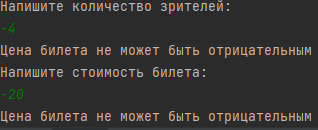 Напишите количество зрителей:
-4
Цена билета не может быть отрицательным
Напишите стоимость билета:
-20
Цена билета не может быть отрицательным